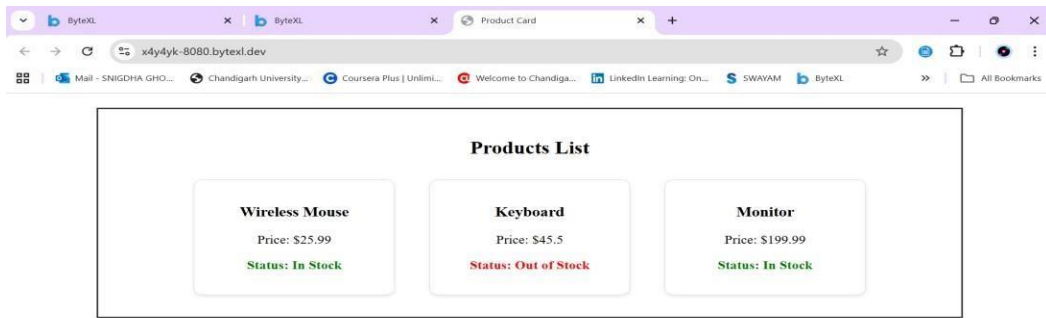 ByteXL ByteXL Product Card
x4y4yk-8080.bytexl.dev
Mail - SNIGDHA GHO... Chandigarh University... Coursera Plus | Unlimi... Welcome to Chandiga... LinkedIn Learning: On... SWAYAM ByteXL All Bookmarks
Products List
Wireless Mouse Keyboard Monitor
Price: $25.99 Price: $45.5 Price: $199.99
Status: In Stock Status: Out of Stock Status: In Stock